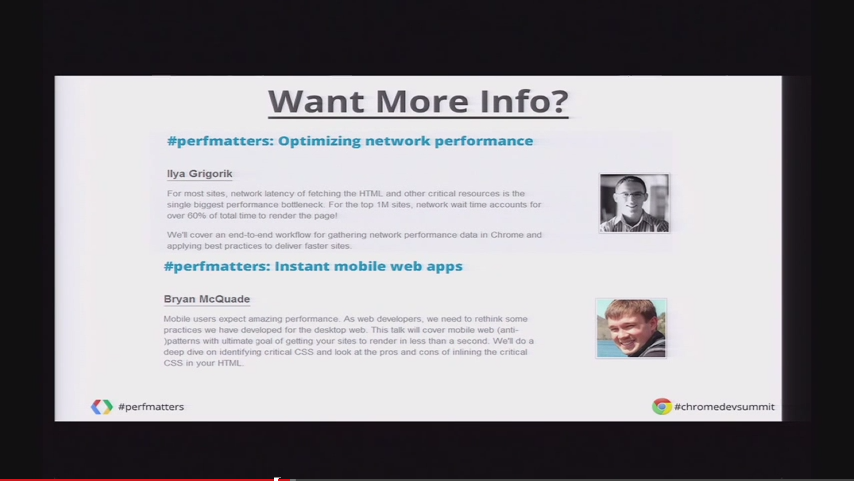 Want More Info?
#perfmatters: Optimizing network performance
Ilya Grigorik
For most sites, network latency of fetching the HTML and other critical resources is the
single biggest performance bottleneck. For the top 1M sites, network wait time accounts for
over 60% of total time to render the page!
We'll cover an end-to-end workflow for gathering network performance data in Chrome and
applying best practices to deliver faster sites.
#perfmatters: Instant mobile web apps
Bryan McQuade
Mobile users expect amazing performance. As web developers, we need to rethink some
practices we have developed for the desktop web. This talk will cover mobile web (anti-
)patterns with ultimate goal of getting your sites to render in less than a second. We'll do a
deep dive on identifying critical CSS and look at the pros and cons of inlining the critical
CSS in your HTML.
#perfmatters
#chromedevsummit